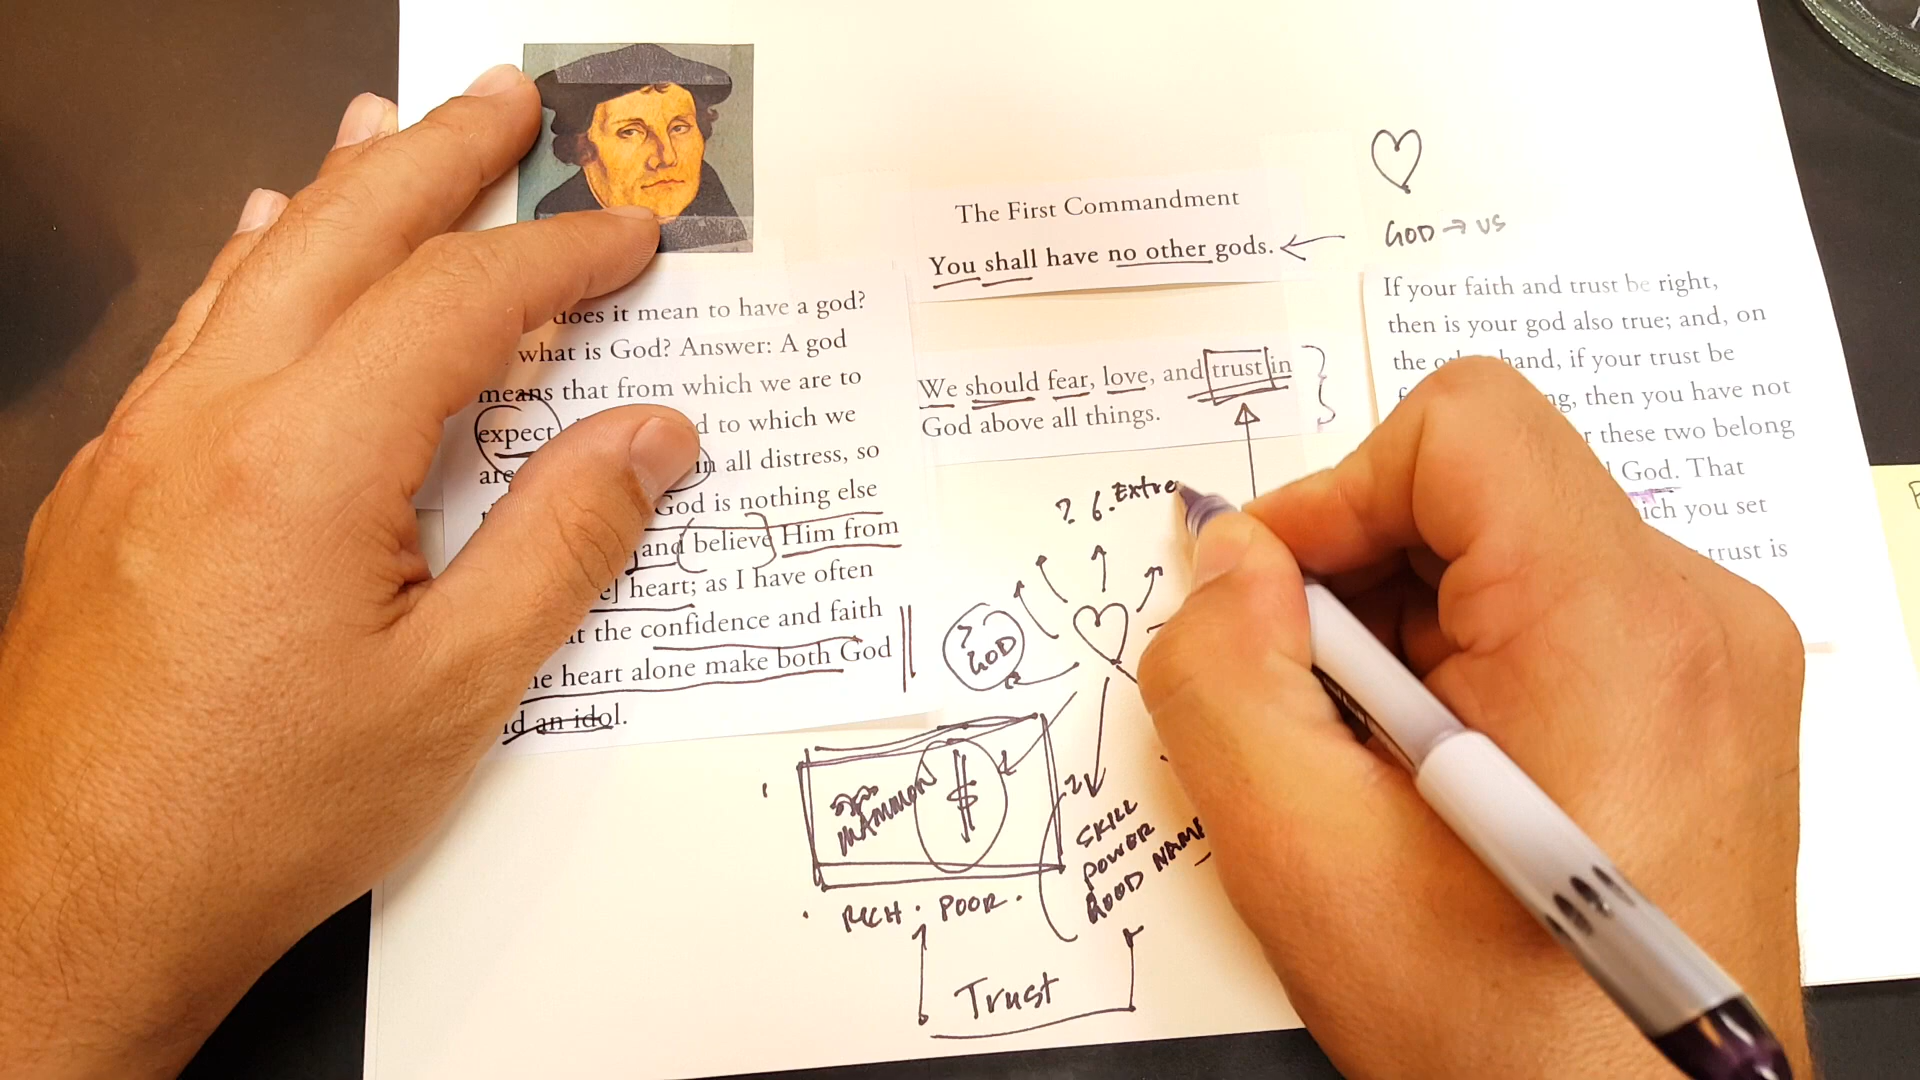 The First Commandment
You shall have no other gods.
GOD → US
does it mean to have a god?
what is God? Answer: A god
means that from which we are to
expect
d to which we
are
in all distress, so
God is nothing else
and believe Him from
e] heart; as I have often
at the confidence and faith
he heart alone make both God
nd an idol.
We should fear, love, and trust in
God above all things.
If your faith and trust be right,
then is your god also true; and, on
the hand, if your trust be
then you have not
r these two belong
God. That
ich you set
trust is
? 6. Extre
? GOD
MAMMON $
RICH · POOR ·
?
SKILL
POWER
GOOD NAME
Trust